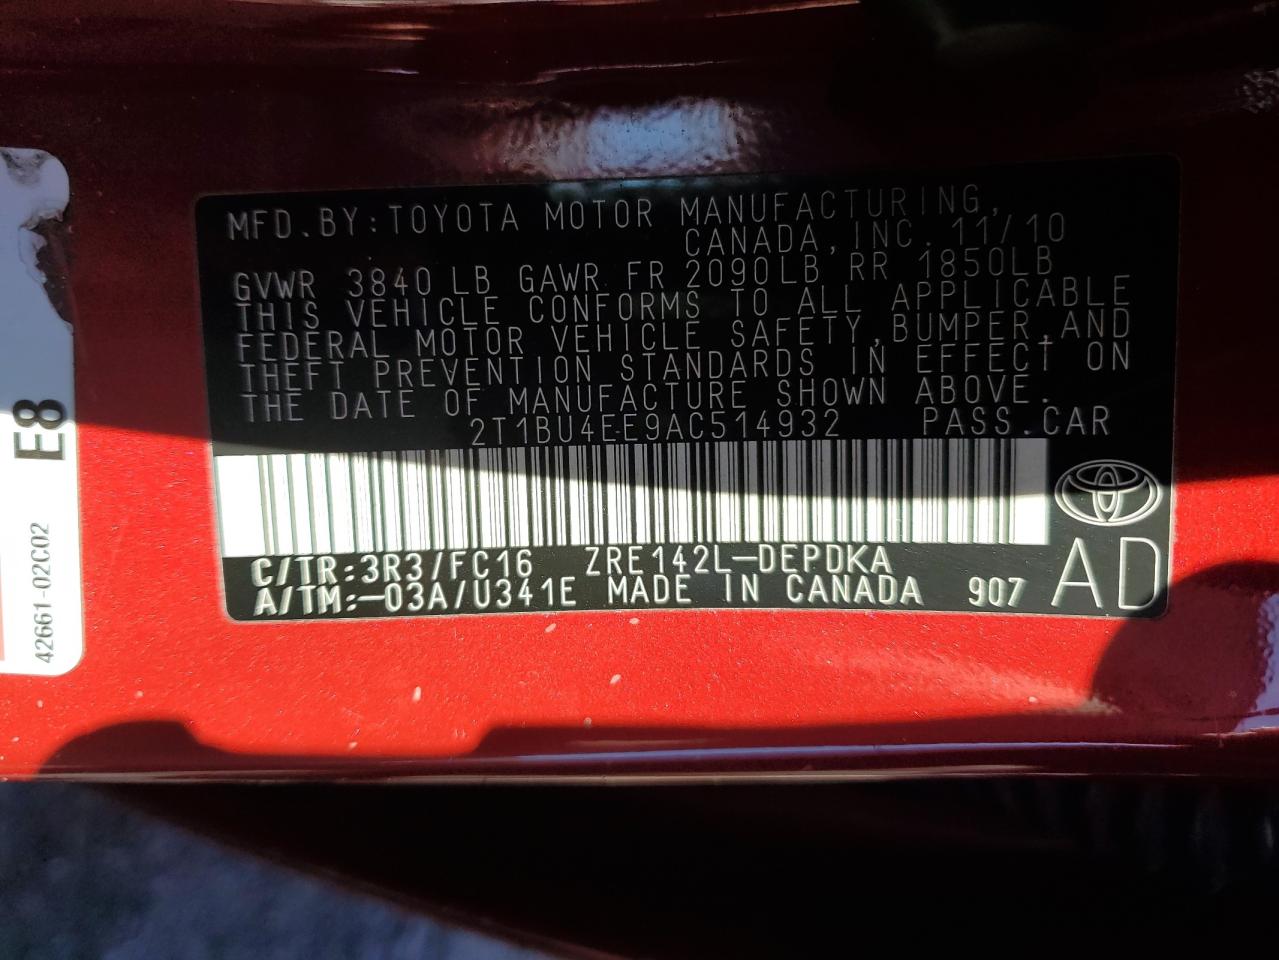 MFD.BY:TOYOTA MOTOR MANUFACTURING,
CANADA,INC. 11/10
GVWR 3840 LB GAWR FR 2090LB RR 1850LB
THIS VEHICLE CONFORMS TO ALL APPLICABLE
FEDERAL MOTOR VEHICLE SAFETY,BUMPER,AND
THEFT PREVENTION STANDARDS IN EFFECT ON
THE DATE OF MANUFACTURE SHOWN ABOVE.
2T1BU4EE9AC514932 PASS.CAR
C/TR:3R3/FC16 ZRE142L-DEPDKA
A/TM:-03A/U341E MADE IN CANADA 907 AD
E8
42661-02C02